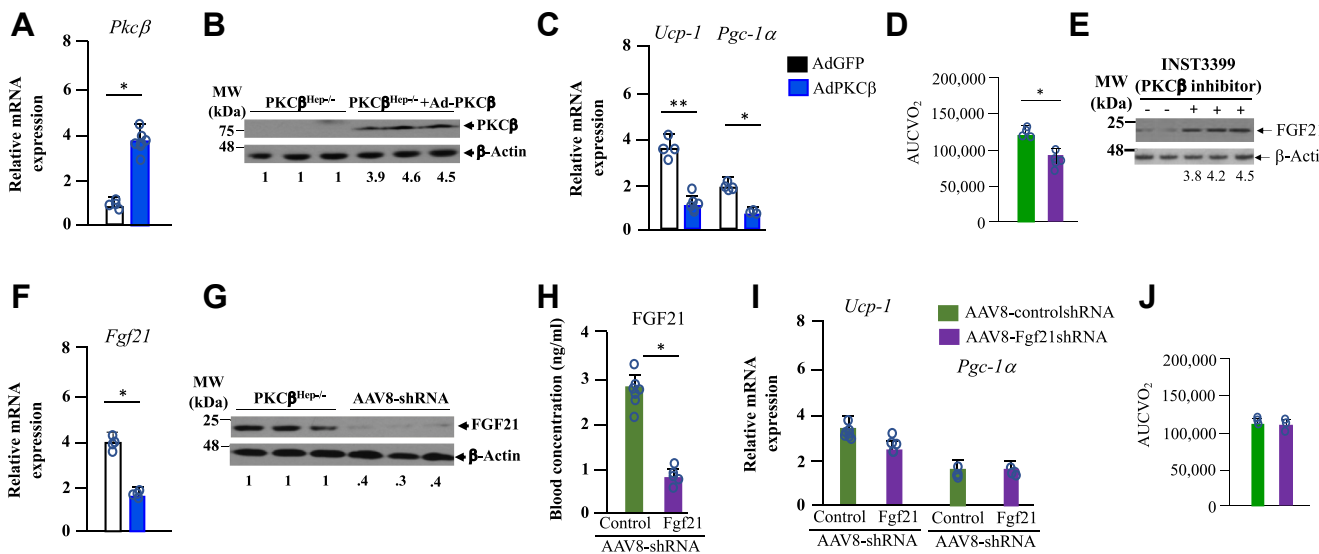 A
Pkcβ
Relative mRNA
expression
8
6
4
2
0
*
B
MW
(kDa)
PKCβHep-/-
PKCβHep-/-+Ad-PKCβ
75
PKCβ
48
β-Actin
1 1 1 3.9 4.6 4.5
C
Ucp-1 Pgc-1α
Relative mRNA
expression
8
6
4
2
0
**
*
AdGFP
AdPKCβ
D
AUCVO2
200,000
150,000
100,000
50,000
0
*
E
INST3399
(PKCβ inhibitor)
MW
(kDa)
- - + + +
25
FGF21
48
β-Acti
3.8 4.2 4.5
F
Fgf21
Relative mRNA
expression
8
6
4
2
0
*
G
MW
(kDa)
PKCβHep-/- AAV8-shRNA
25
FGF21
48
β-Actin
1 1 1 .4 .3 .4
H
FGF21
Blood concentration (ng/ml)
4
3
2
1
0
*
Control Fgf21
AAV8-shRNA
I
Ucp-1
Pgc-1α
Relative mRNA
expression
8
6
4
2
0
AAV8-controlshRNA
AAV8-Fgf21shRNA
Control Fgf21 Control Fgf21
AAV8-shRNA AAV8-shRNA
J
AUCVO2
200,000
150,000
100,000
50,000
0